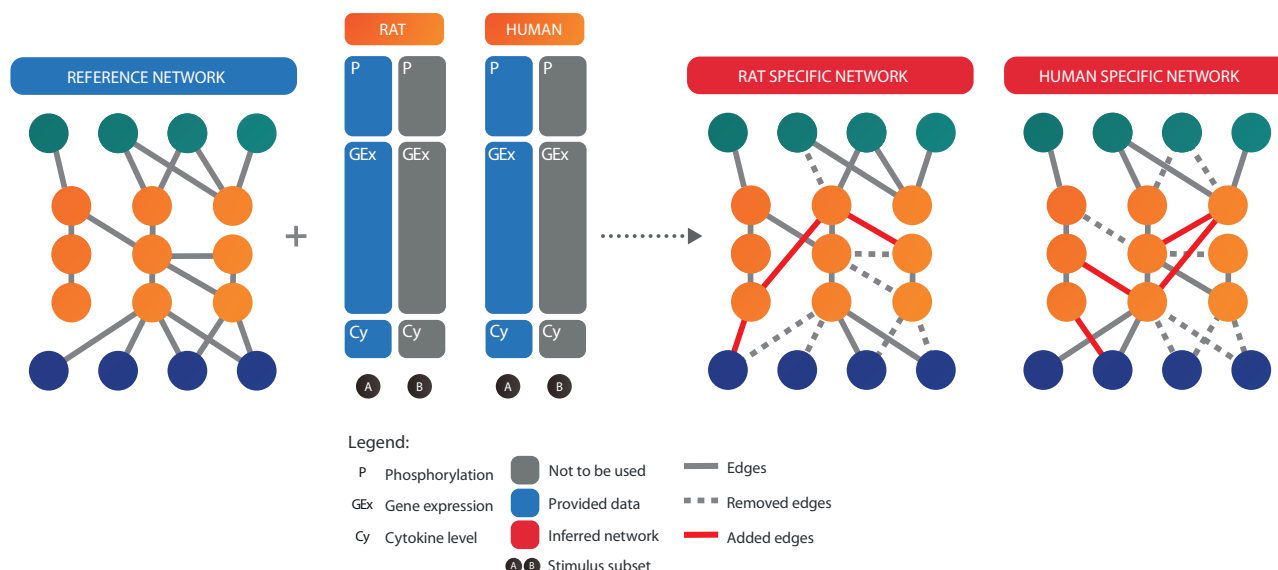 RAT
HUMAN
REFERENCE NETWORK
RAT SPECIFIC NETWORK
HUMAN SPECIFIC NETWORK
P
P
P
P
GEx
GEx
GEx
GEx
+
Cy
Cy
Cy
Cy
A
B
A
B
Legend:
P Phosphorylation
GEx Gene expression
Cy Cytokine level
Not to be used
Provided data
Inferred network
A B Stimulus subset
Edges
Removed edges
Added edges